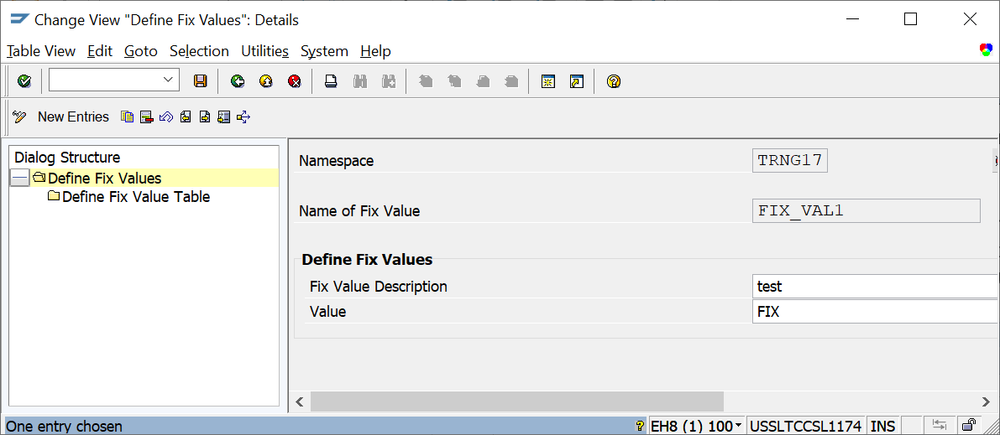 Change View "Define Fix Values": Details
Table View Edit Goto Selection Utilities System Help
New Entries
Dialog Structure
Define Fix Values
Define Fix Value Table
Namespace TRNG17
Name of Fix Value FIX_VAL1
Define Fix Values
Fix Value Description test
Value FIX
One entry chosen EH8 (1) 100 USSLTCCSL1174 INS